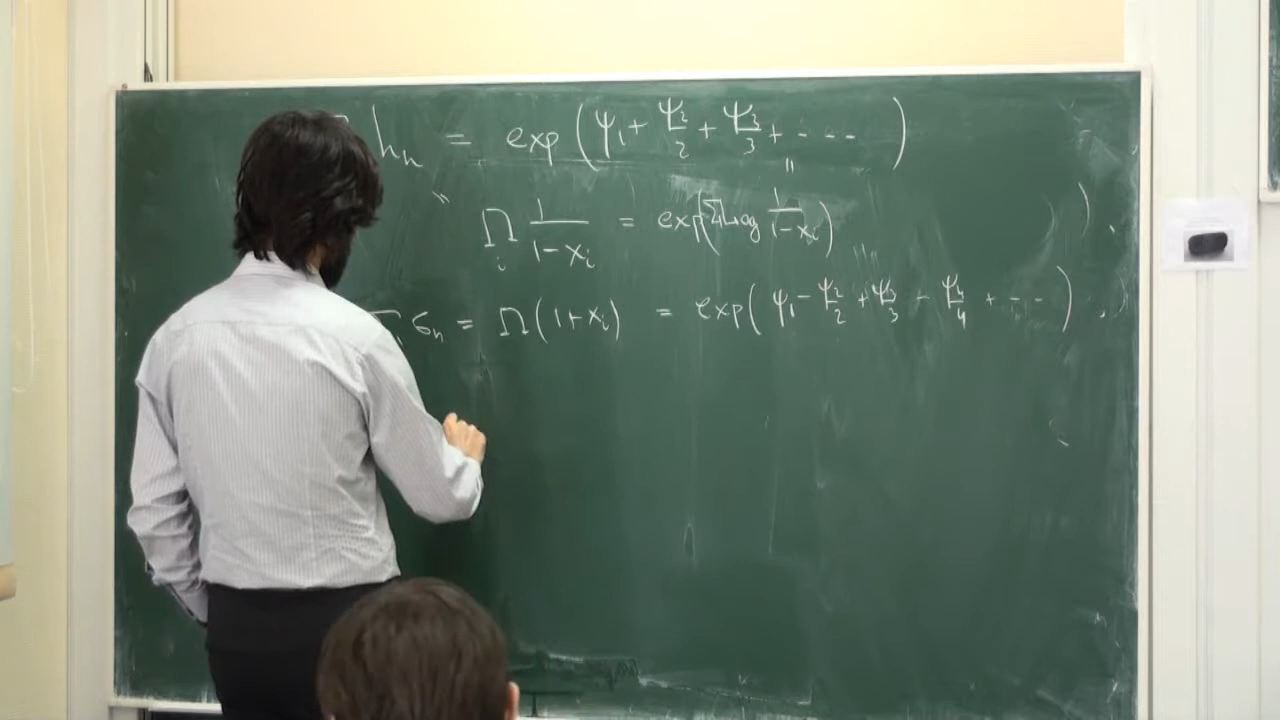 hₙ = exp(ψ₁ + ψ₂/2 + ψ₃/3 + ---)
∏ᵢ 1/(1-xᵢ) = exp(Σ Log 1/(1-xᵢ))
σₙ = ∏(1+xᵢ) = exp(ψ₁ - ψ₂/2 + ψ₃/3 - ψ₄/4 + ---)